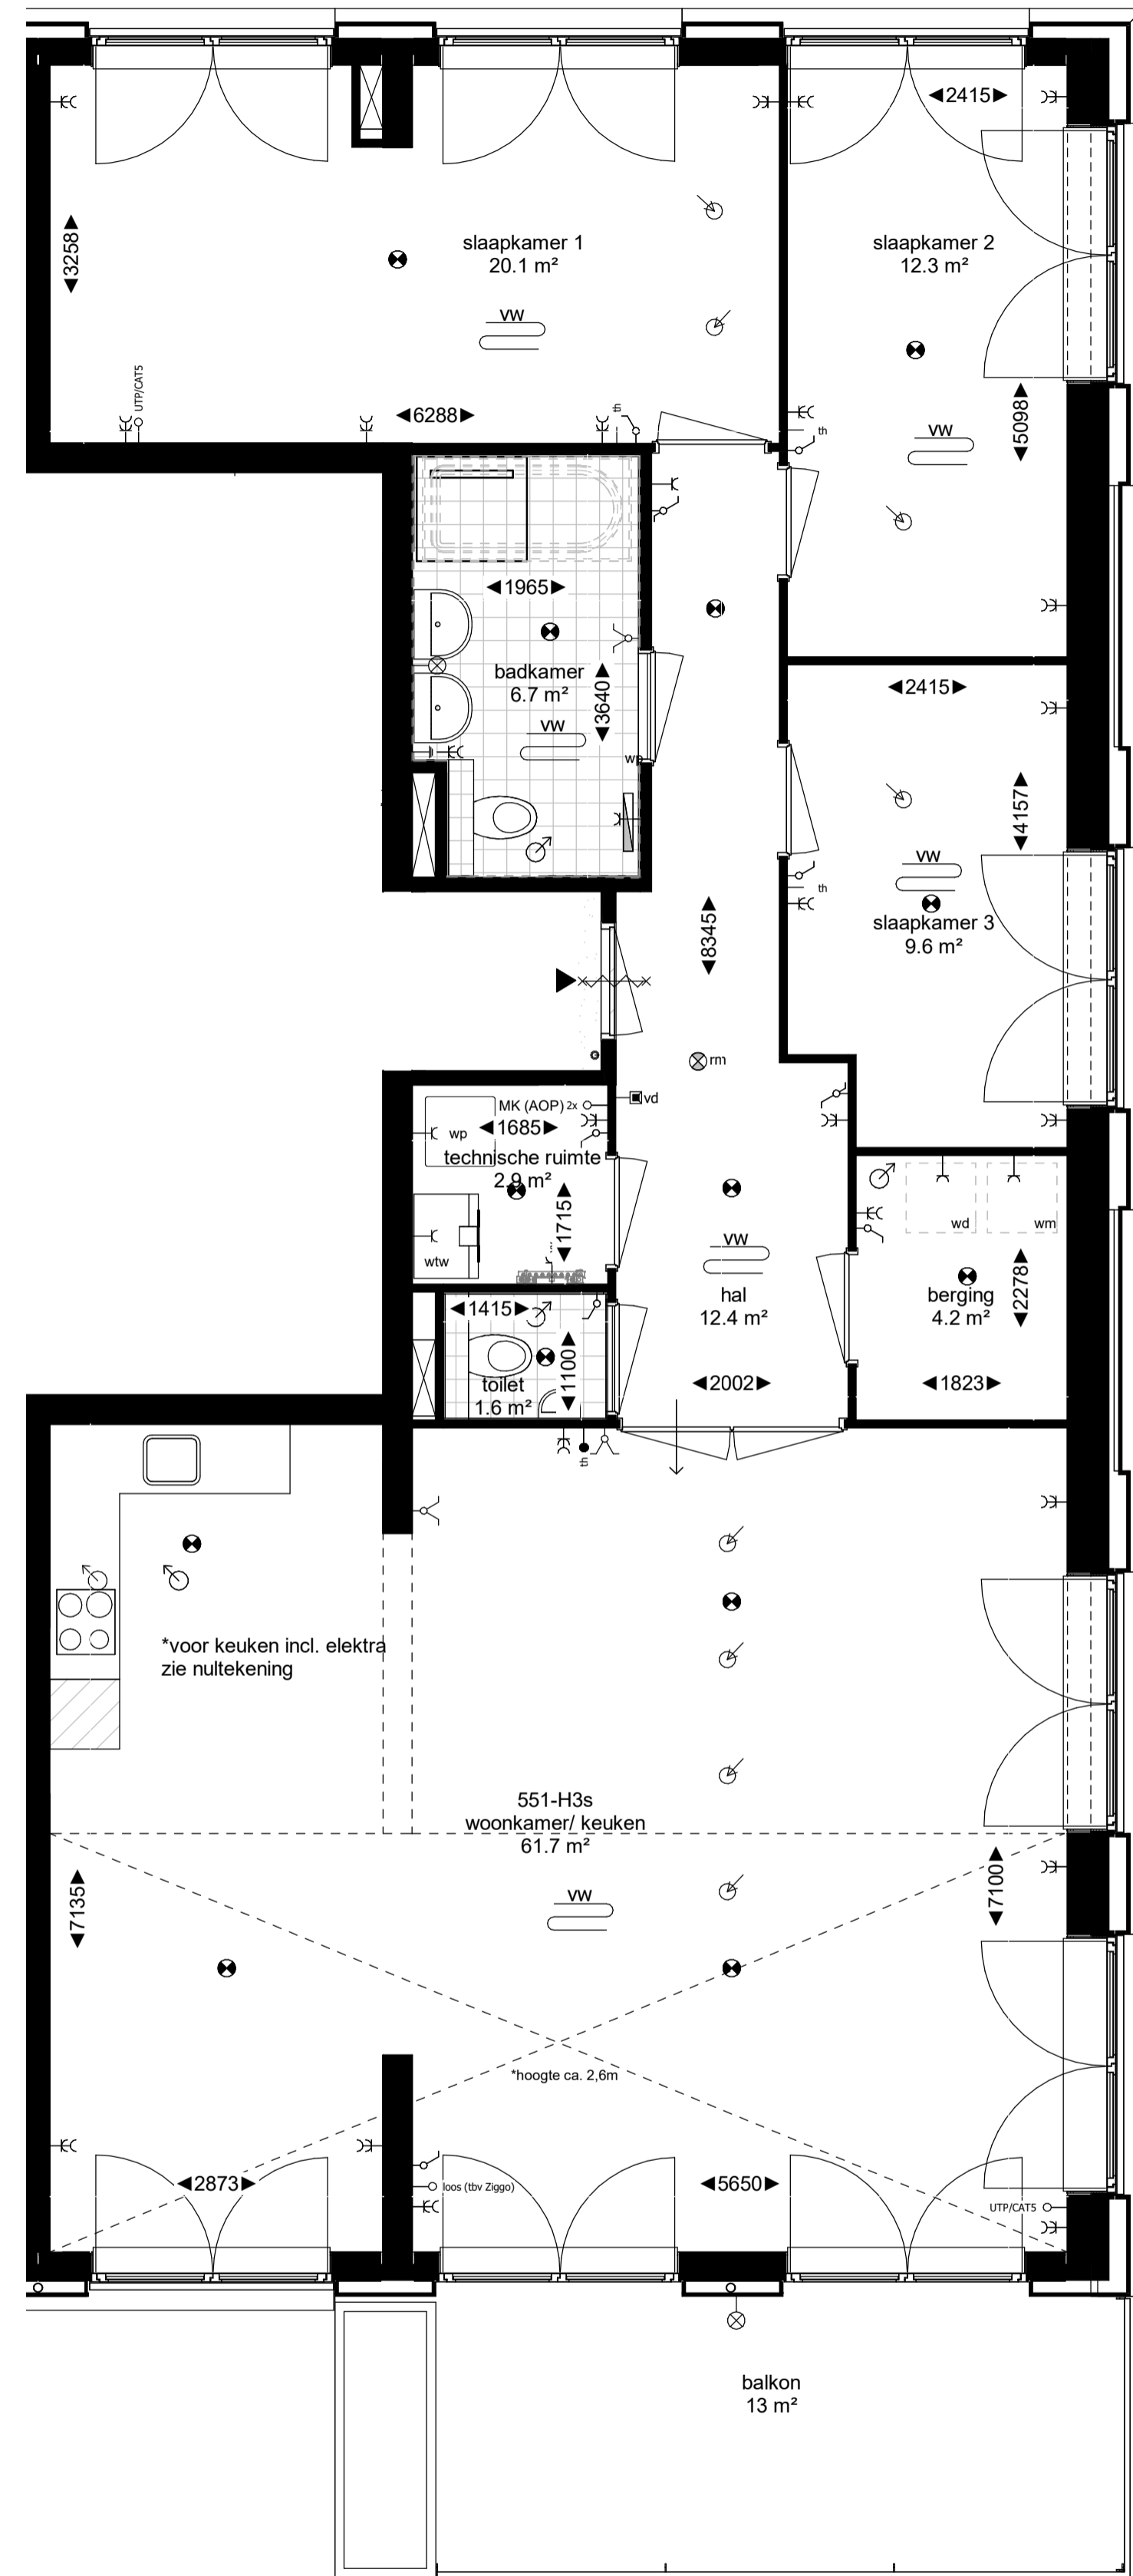 2415
slaapkamer 1
20.1 m²
slaapkamer 2
12.3 m²
3258
VW
UTP/CAT5
6288
th
th
5098
VW
1965
badkamer
6.7 m²
3640
VW
wp
2415
4157
VW
slaapkamer 3
9.6 m²
th
8345
rm
vd
MK (AOP) 2x
wp
1685
technische ruimte
2.9 m²
1715
wtw
VW
hal
12.4 m²
2002
wd
wm
berging
4.2 m²
2278
1823
1415
1100
toilet
1.6 m²
th
*voor keuken incl. elektra
zie nultekening
551-H3s
woonkamer/ keuken
61.7 m²
VW
7135
7100
*hoogte ca. 2,6m
2873
loos (tbv Ziggo)
5650
UTP/CAT5
balkon
13 m²